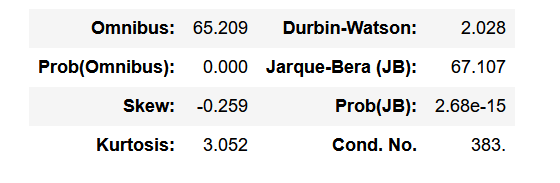 Omnibus: 65.209 Durbin-Watson: 2.028
Prob(Omnibus): 0.000 Jarque-Bera (JB): 67.107
Skew: -0.259 Prob(JB): 2.68e-15
Kurtosis: 3.052 Cond. No. 383.